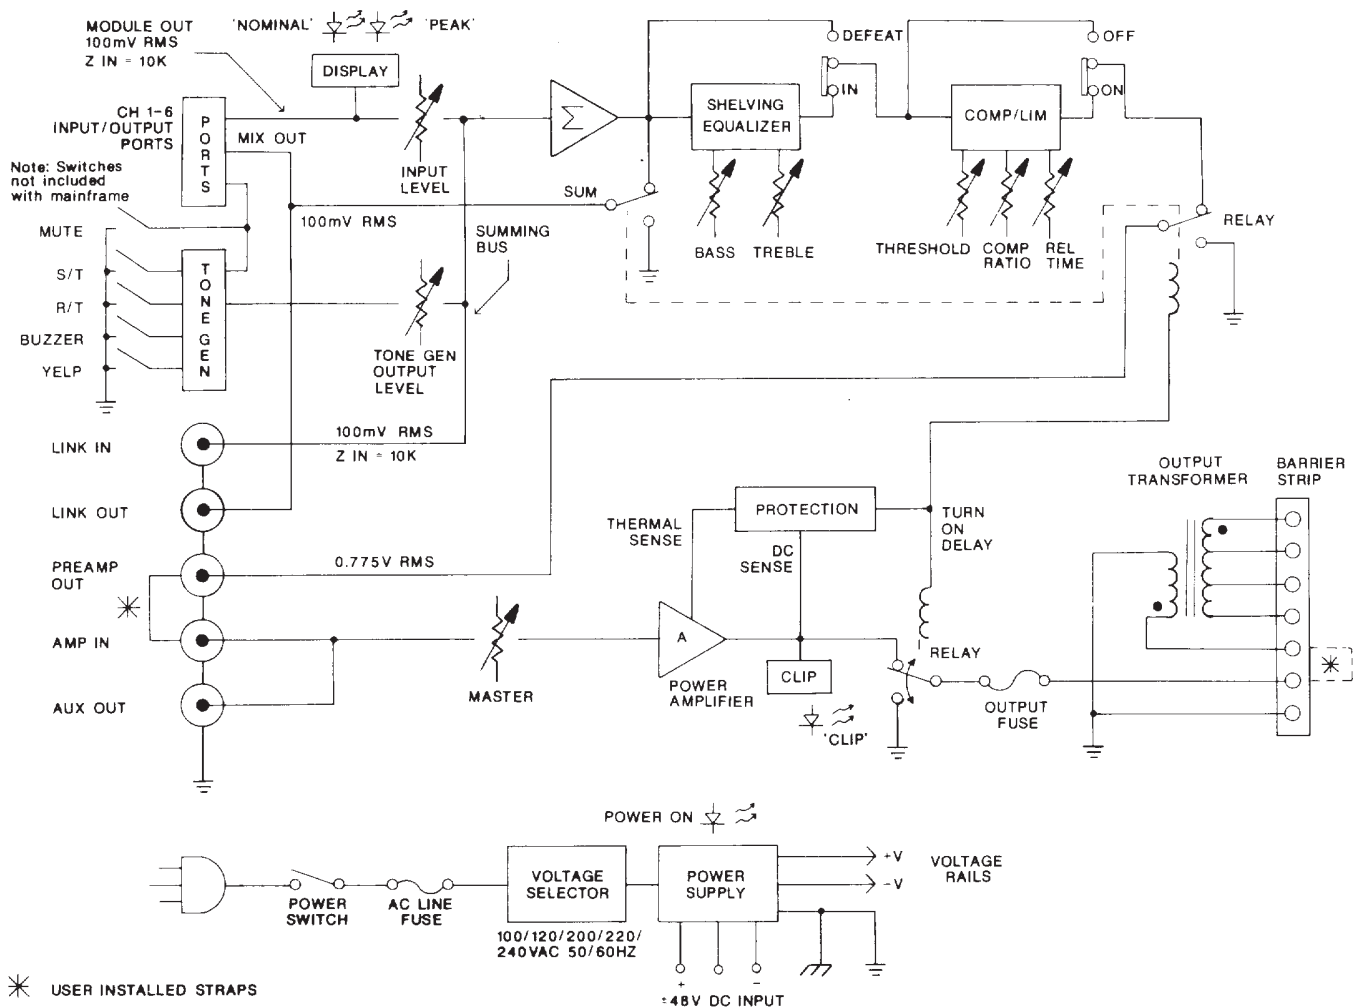 MODULE OUT
100mV RMS
Z IN = 10K
'NOMINAL'
'PEAK'
DISPLAY
CH 1-6
INPUT/OUTPUT
PORTS
PORTS
MIX OUT
INPUT
LEVEL
Σ
SHELVING
EQUALIZER
DEFEAT
IN
COMP/LIM
OFF
ON
Note: Switches
not included
with mainframe
100mV RMS
SUM
BASS
TREBLE
THRESHOLD
COMP
RATIO
REL
TIME
RELAY
MUTE
S/T
R/T
BUZZER
YELP
TONE GEN
SUMMING
BUS
TONE GEN
OUTPUT
LEVEL
LINK IN
100mV RMS
Z IN = 10K
LINK OUT
PREAMP
OUT
0.775V RMS
AMP IN
AUX OUT
MASTER
THERMAL
SENSE
PROTECTION
DC
SENSE
TURN
ON
DELAY
OUTPUT
TRANSFORMER
BARRIER
STRIP
A
POWER
AMPLIFIER
CLIP
'CLIP'
RELAY
OUTPUT
FUSE
POWER ON
POWER
SWITCH
AC LINE
FUSE
VOLTAGE
SELECTOR
100/120/200/220/
240VAC 50/60HZ
POWER
SUPPLY
+V
-V
VOLTAGE
RAILS
+
-
±48V DC INPUT
USER INSTALLED STRAPS